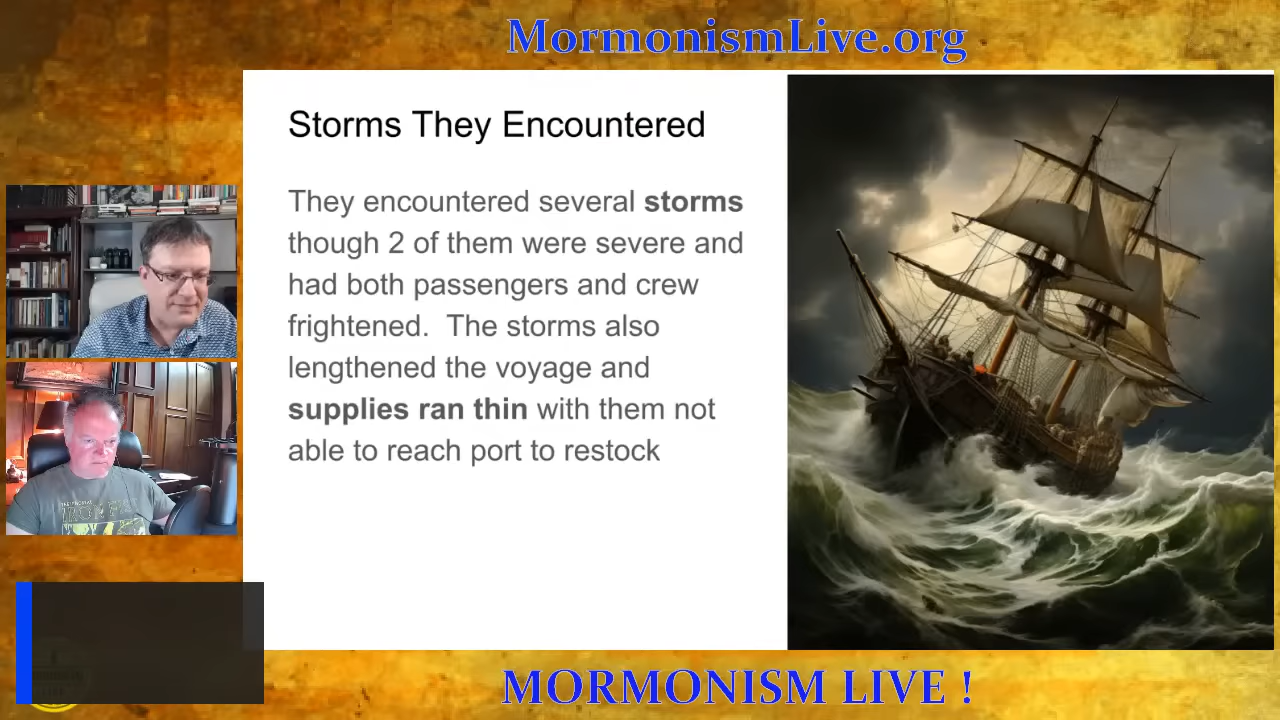 MormonismLive.org
Storms They Encountered
They encountered several storms
though 2 of them were severe and
had both passengers and crew
frightened.  The storms also
lengthened the voyage and
supplies ran thin with them not
able to reach port to restock
MORMONISM LIVE !